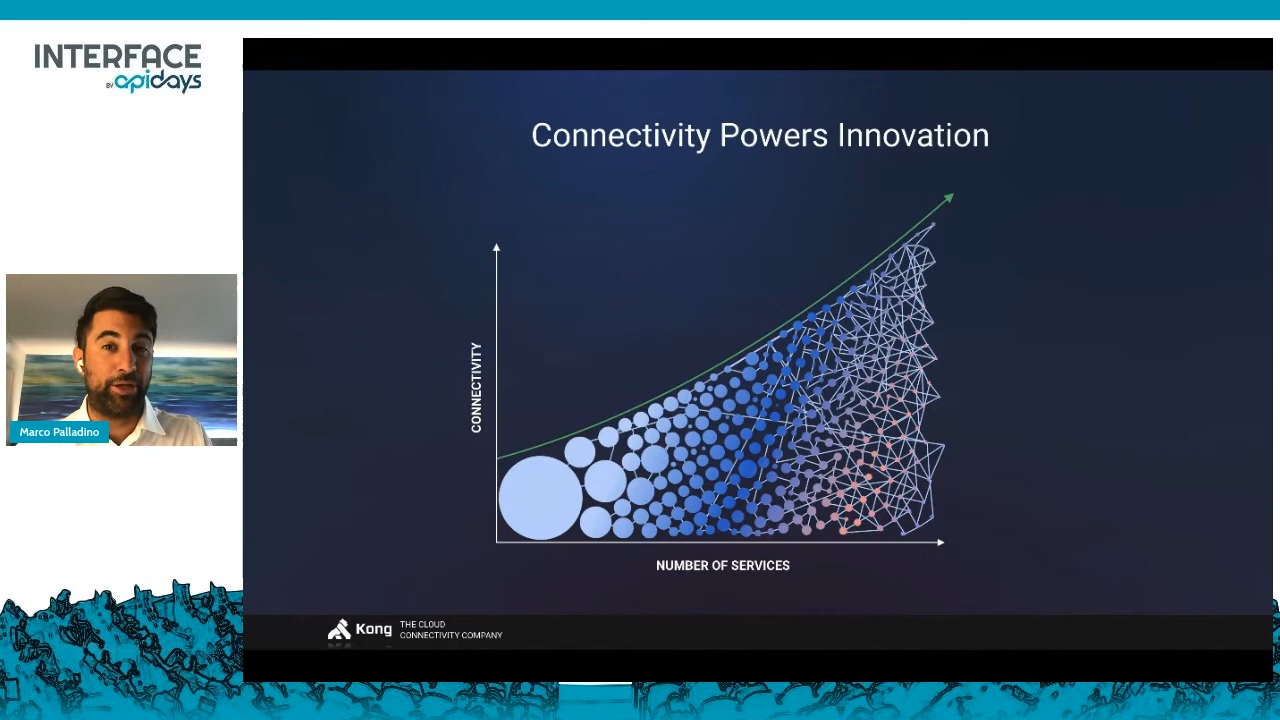 INTERFACE
BY apidays
Connectivity Powers Innovation
CONNECTIVITY
NUMBER OF SERVICES
Marco Palladino
Kong
THE CLOUD
CONNECTIVITY COMPANY